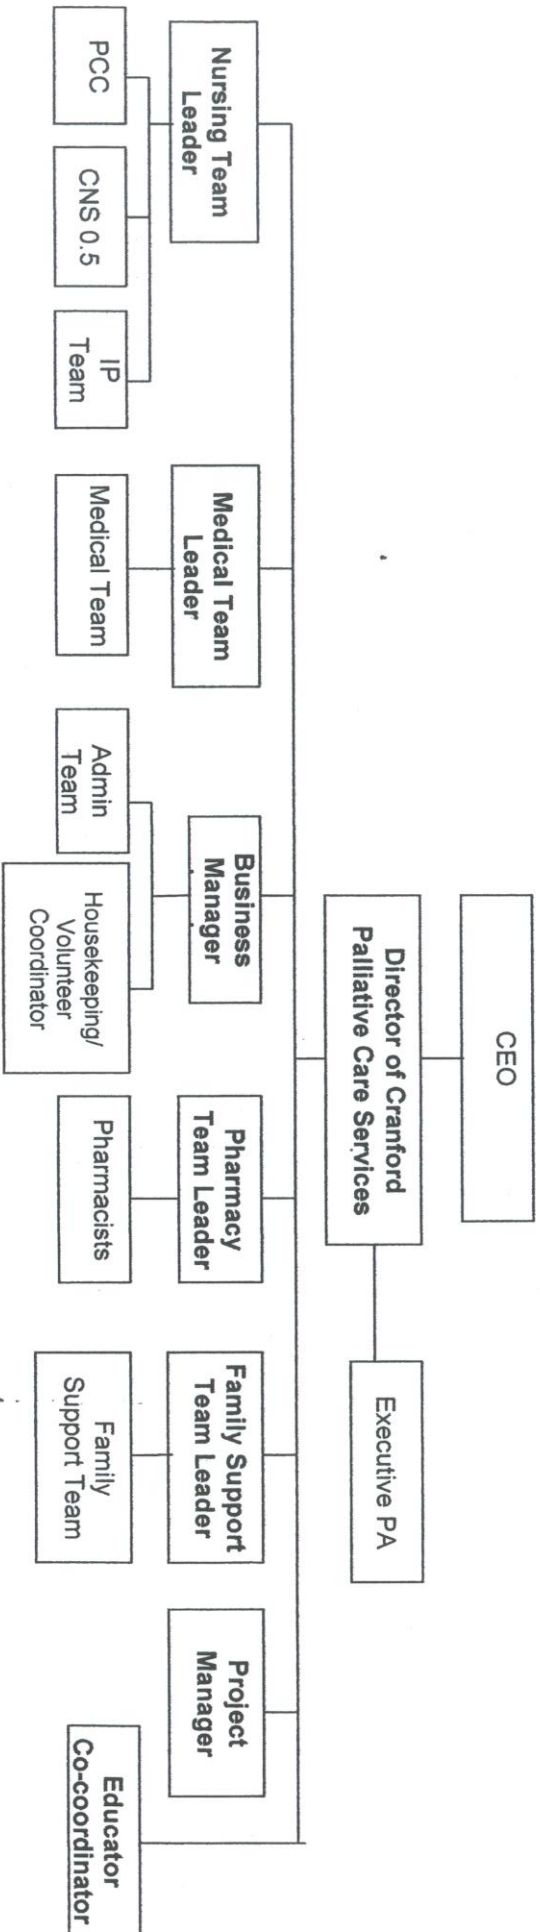 CEO
Director of Cranford
Palliative Care Services
Executive PA
Nursing Team
Leader
Medical Team
Leader
Business
Manager
Pharmacy
Team Leader
Family Support
Team Leader
Project
Manager
Educator
Co-coordinator
PCC
CNS 0.5
IP
Team
Medical Team
Admin
Team
Housekeeping/
Volunteer
Coordinator
Pharmacists
Family
Support Team